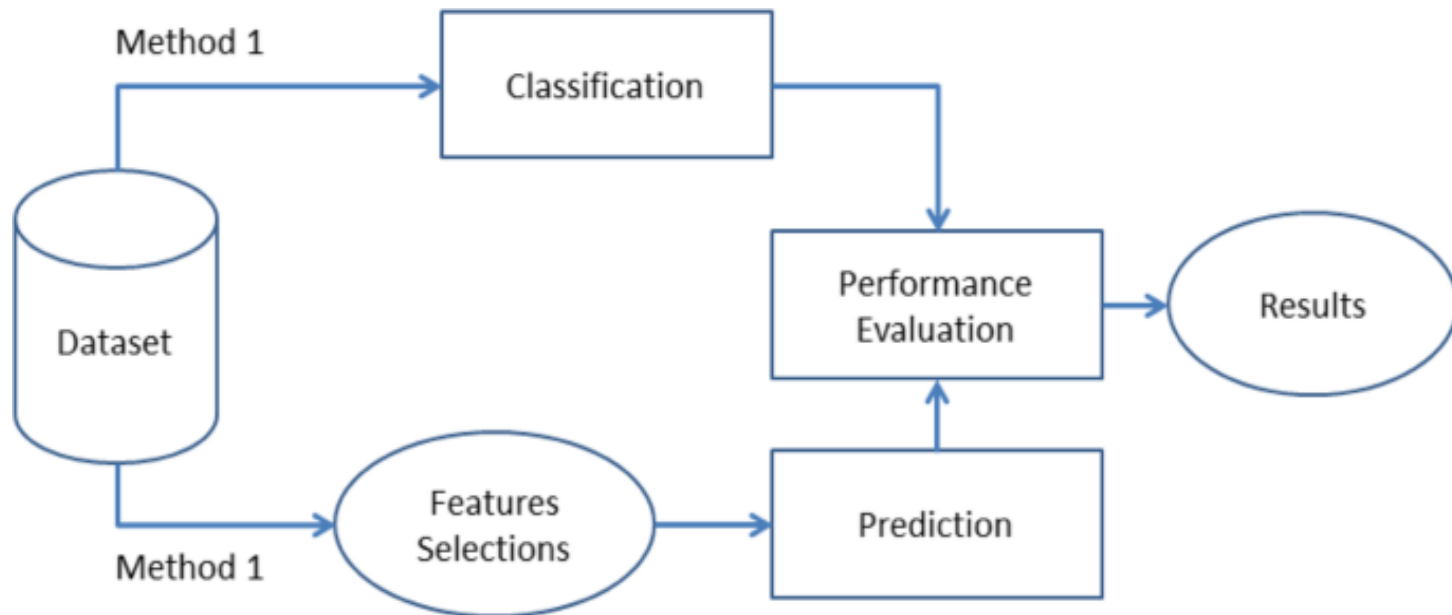 Method 1
Classification
Dataset
Performance
Evaluation
Results
Features
Selections
Prediction
Method 1